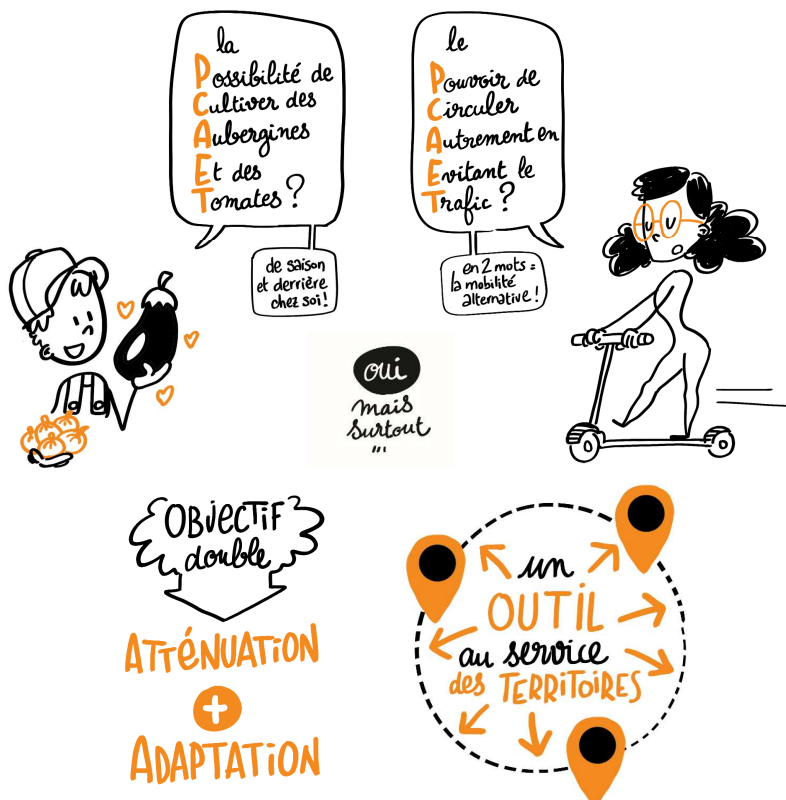 la
Possibilité de
Cultiver des
Aubergines
Et des
Tomates ?
de saison
et derrière
chez soi !
le
Pouvoir de
Circuler
Autrement en
Evitant le
Trafic ?
en 2 mots :
la mobilité
alternative !
oui
mais
surtout
...
OBJECTIF
double
ATTÉNUATION
+
ADAPTATION
un
OUTIL
au service
des TERRITOIRES